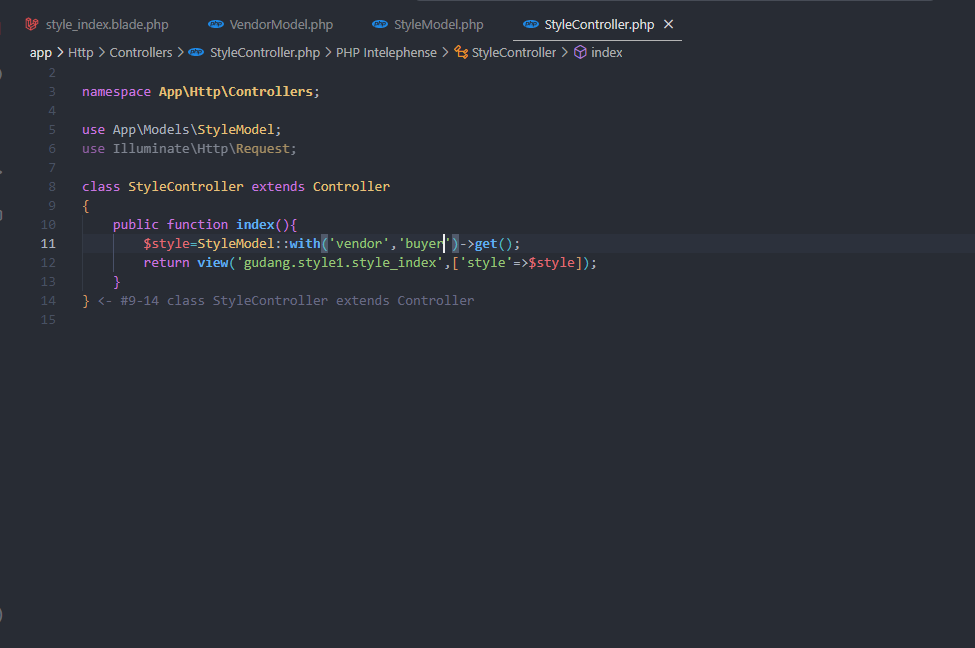 style_index.blade.php VendorModel.php StyleModel.php StyleController.php
app > Http > Controllers > php StyleController.php > PHP Intelephense > StyleController > index
2
3 namespace App\Http\Controllers;
4
5 use App\Models\StyleModel;
6 use Illuminate\Http\Request;
7
8 class StyleController extends Controller
9 {
10 public function index(){
11 $style=StyleModel::with('vendor','buyer')->get();
12 return view('gudang.style1.style_index',['style'=>$style]);
13 }
14 } <- #9-14 class StyleController extends Controller
15